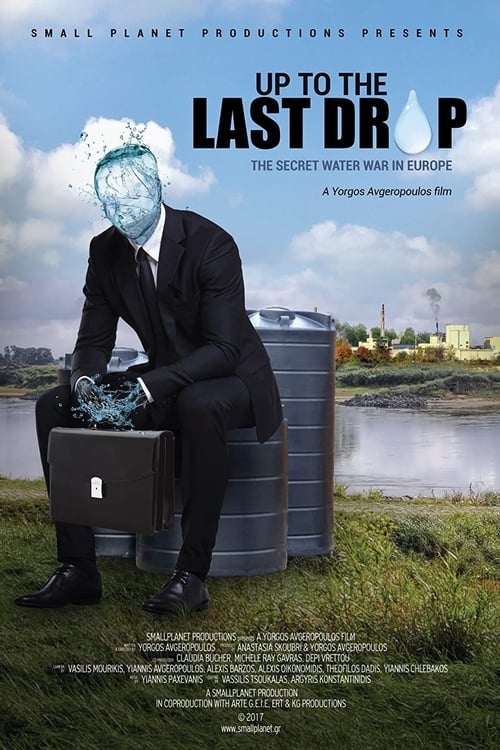 SMALL PLANET PRODUCTIONS PRESENTS
UP TO THE
LAST DROP
THE SECRET WATER WAR IN EUROPE
A Yorgos Avgeropoulos film
SMALLPLANET PRODUCTIONS A YORGOS AVGEROPOULOS FILM
YORGOS AVGEROPOULOS ANASTASIA SKOUBRI & YORGOS AVGEROPOULOS
CLAUDIA BUCHER, MICHELE RAY GAVRAS, DEPI VRETTOU
VASILIS MOURIKIS, YIANNIS AVGEROPOULOS, ALEXIS BARZOS, ALEXIS OIKONOMIDIS, THEOFILOS DADIS, YIANNIS CHLEBAKOS
YIANNIS PAXEVANIS VASSILIS TSOUKALAS, ARGYRIS KONSTANTINIDIS
A SMALLPLANET PRODUCTION
IN COPRODUCTION WITH ARTE G.E.I.E, ERT & KG PRODUCTIONS
© 2017
www.smallplanet.gr